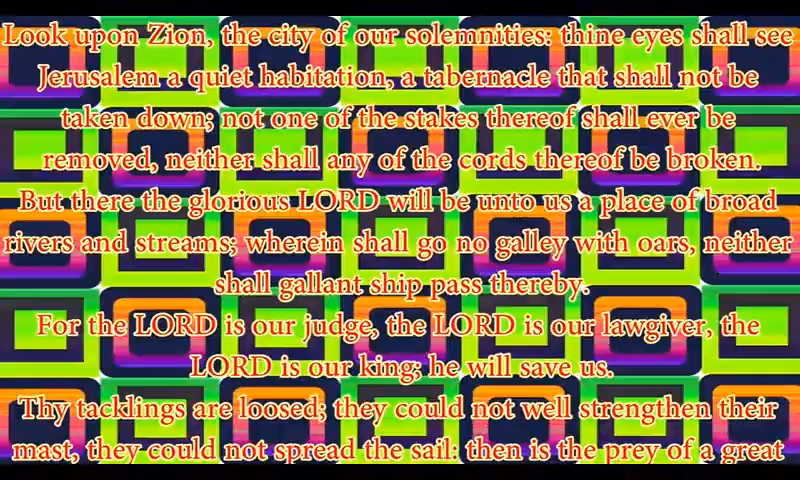 Look upon Zion, the city of our solemnities: thine eyes shall see
Jerusalem a quiet habitation, a tabernacle that shall not be
taken down; not one of the stakes thereof shall ever be
removed, neither shall any of the cords thereof be broken.
But there the glorious LORD will be unto us a place of broad
rivers and streams; wherein shall go no galley with oars, neither
shall gallant ship pass thereby.
For the LORD is our judge, the LORD is our lawgiver, the
LORD is our king; he will save us.
Thy tacklings are loosed; they could not well strengthen their
mast, they could not spread the sail: then is the prey of a great